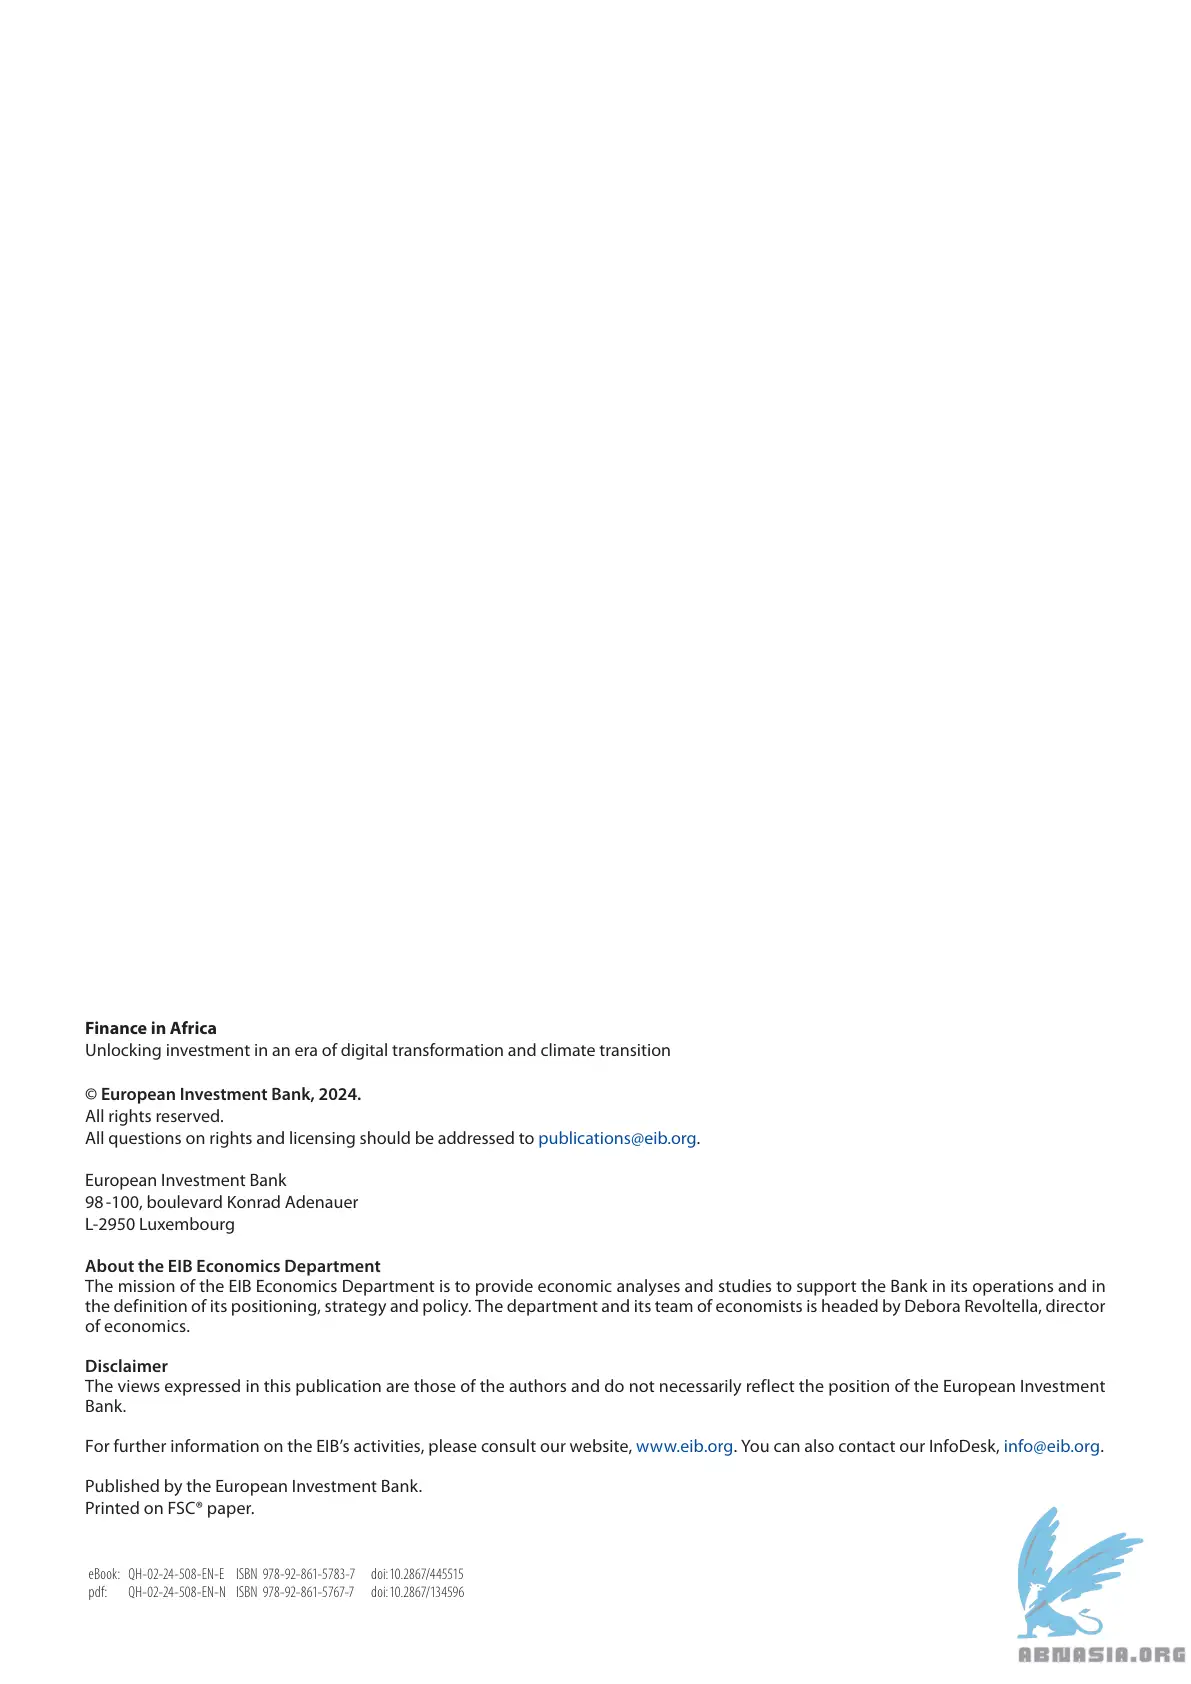 Finance in Africa
Unlocking investment in an era of digital transformation and climate transition
© European Investment Bank, 2024.
All rights reserved.
All questions on rights and licensing should be addressed to publications@eib.org.
European Investment Bank
98 -100, boulevard Konrad Adenauer
L-2950 Luxembourg
About the EIB Economics Department
The mission of the EIB Economics Department is to provide economic analyses and studies to support the Bank in its operations and in
the definition of its positioning, strategy and policy. The department and its team of economists is headed by Debora Revoltella, director
of economics.
Disclaimer
The views expressed in this publication are those of the authors and do not necessarily reflect the position of the European Investment
Bank.
For further information on the EIB’s activities, please consult our website, www.eib.org. You can also contact our InfoDesk, info@eib.org.
Published by the European Investment Bank.
Printed on FSC® paper.
eBook: QH-02-24-508-EN-E ISBN 978-92-861-5783-7 doi: 10.2867/445515
pdf: QH-02-24-508-EN-N ISBN 978-92-861-5767-7 doi: 10.2867/134596
ABNASIA.ORG